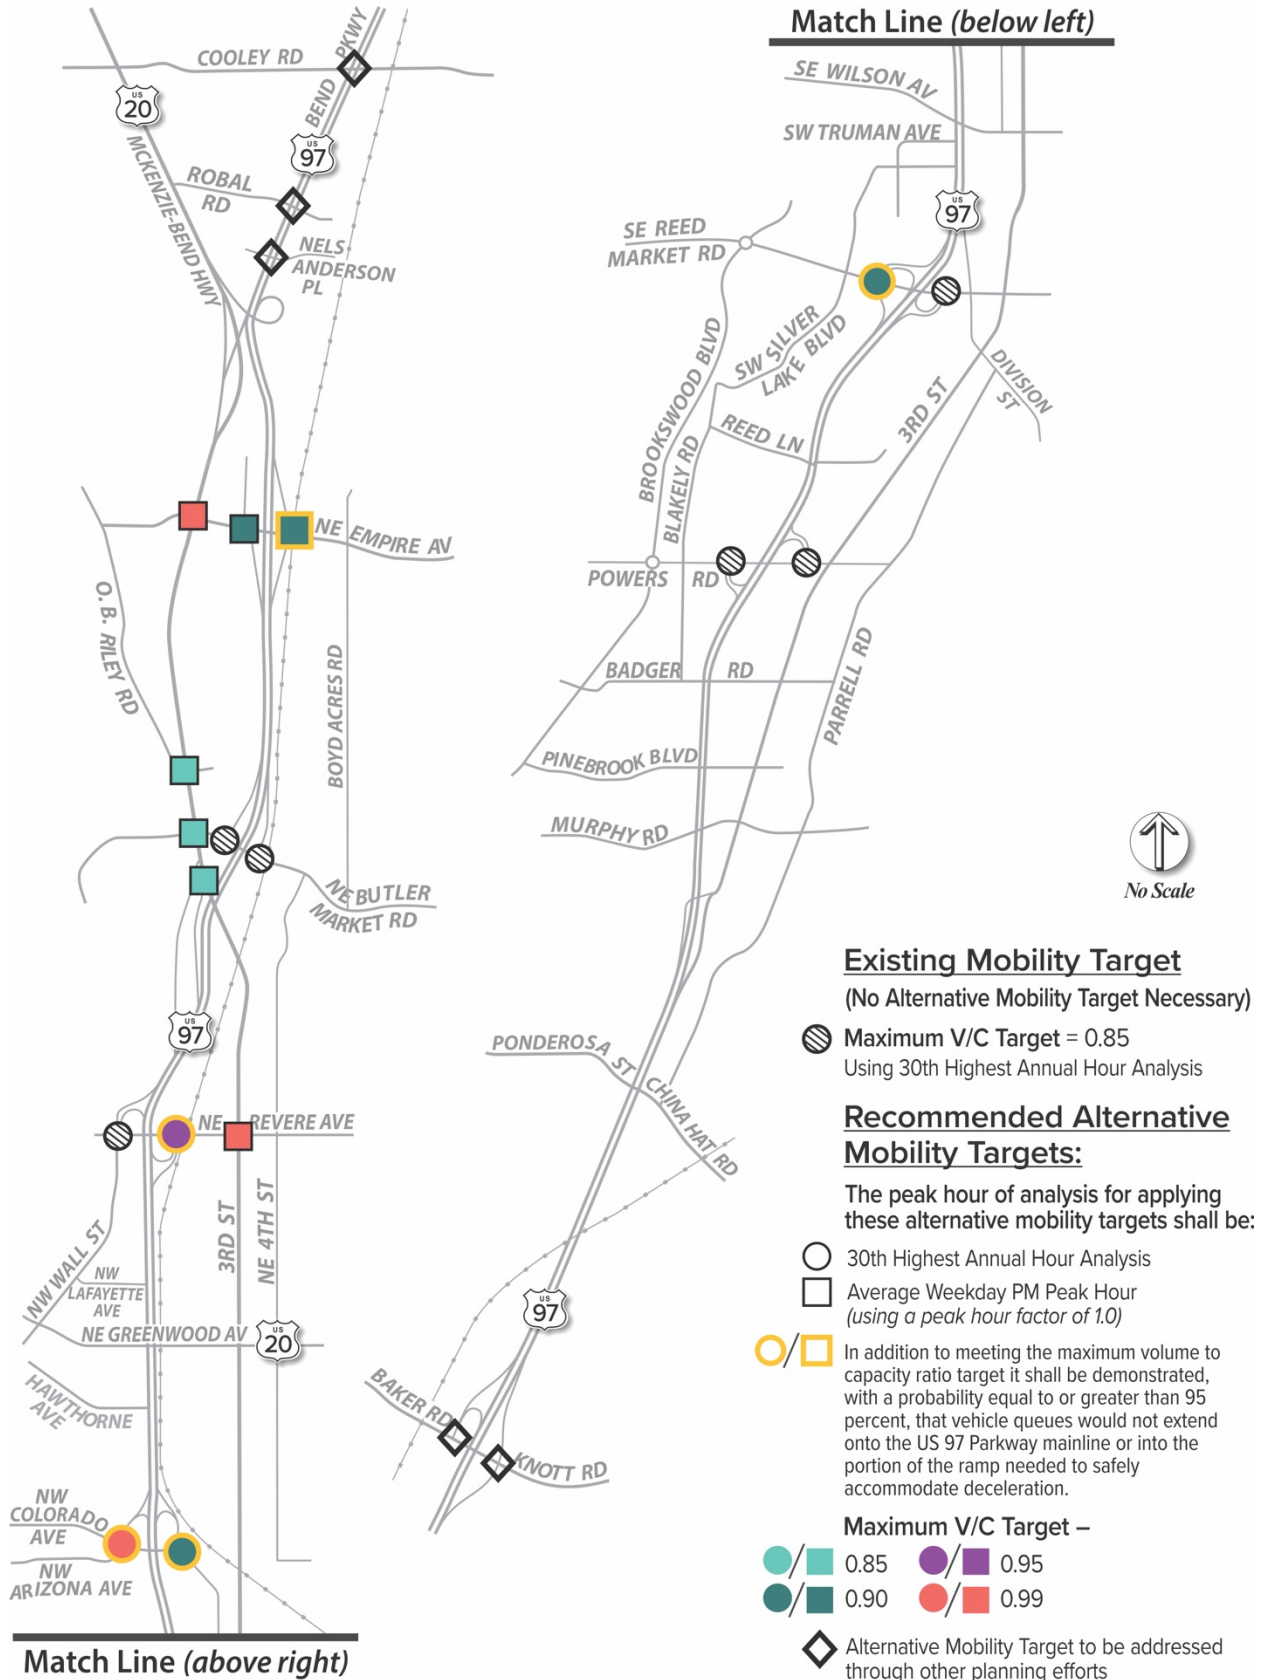 Match Line (below left)
COOLEY RD
BEND PKWY
US
20
US
97
MCKENZIE-BEND HWY
ROBAL
RD
NELS
ANDERSON
PL
NE EMPIRE AV
O. B. RILEY RD
BOYD ACRES RD
NE BUTLER
MARKET RD
US
97
NE REVERE AVE
3RD ST
NE 4TH ST
NW WALL ST
NW
LAFAYETTE
AVE
NE GREENWOOD AV
US
20
HAWTHORNE
AVE
NW
COLORADO
AVE
NW
ARIZONA AVE
Match Line (above right)
SE WILSON AV
SW TRUMAN AVE
US
97
SE REED
MARKET RD
SW SILVER
LAKE BLVD
BROOKSWOOD BLVD
BLAKELY RD
REED LN
3RD ST
DIVISION
ST
POWERS RD
BADGER RD
PARRELL RD
PINEBROOK BLVD
MURPHY RD
PONDEROSA ST
CHINA HAT RD
US
97
BAKER RD
KNOTT RD
No Scale
Existing Mobility Target
(No Alternative Mobility Target Necessary)
Maximum V/C Target = 0.85
Using 30th Highest Annual Hour Analysis
Recommended Alternative
Mobility Targets:
The peak hour of analysis for applying
these alternative mobility targets shall be:
30th Highest Annual Hour Analysis
Average Weekday PM Peak Hour
(using a peak hour factor of 1.0)
In addition to meeting the maximum volume to
capacity ratio target it shall be demonstrated,
with a probability equal to or greater than 95
percent, that vehicle queues would not extend
onto the US 97 Parkway mainline or into the
portion of the ramp needed to safely
accommodate deceleration.
Maximum V/C Target –
/ 0.85 / 0.95
/ 0.90 / 0.99
Alternative Mobility Target to be addressed
through other planning efforts